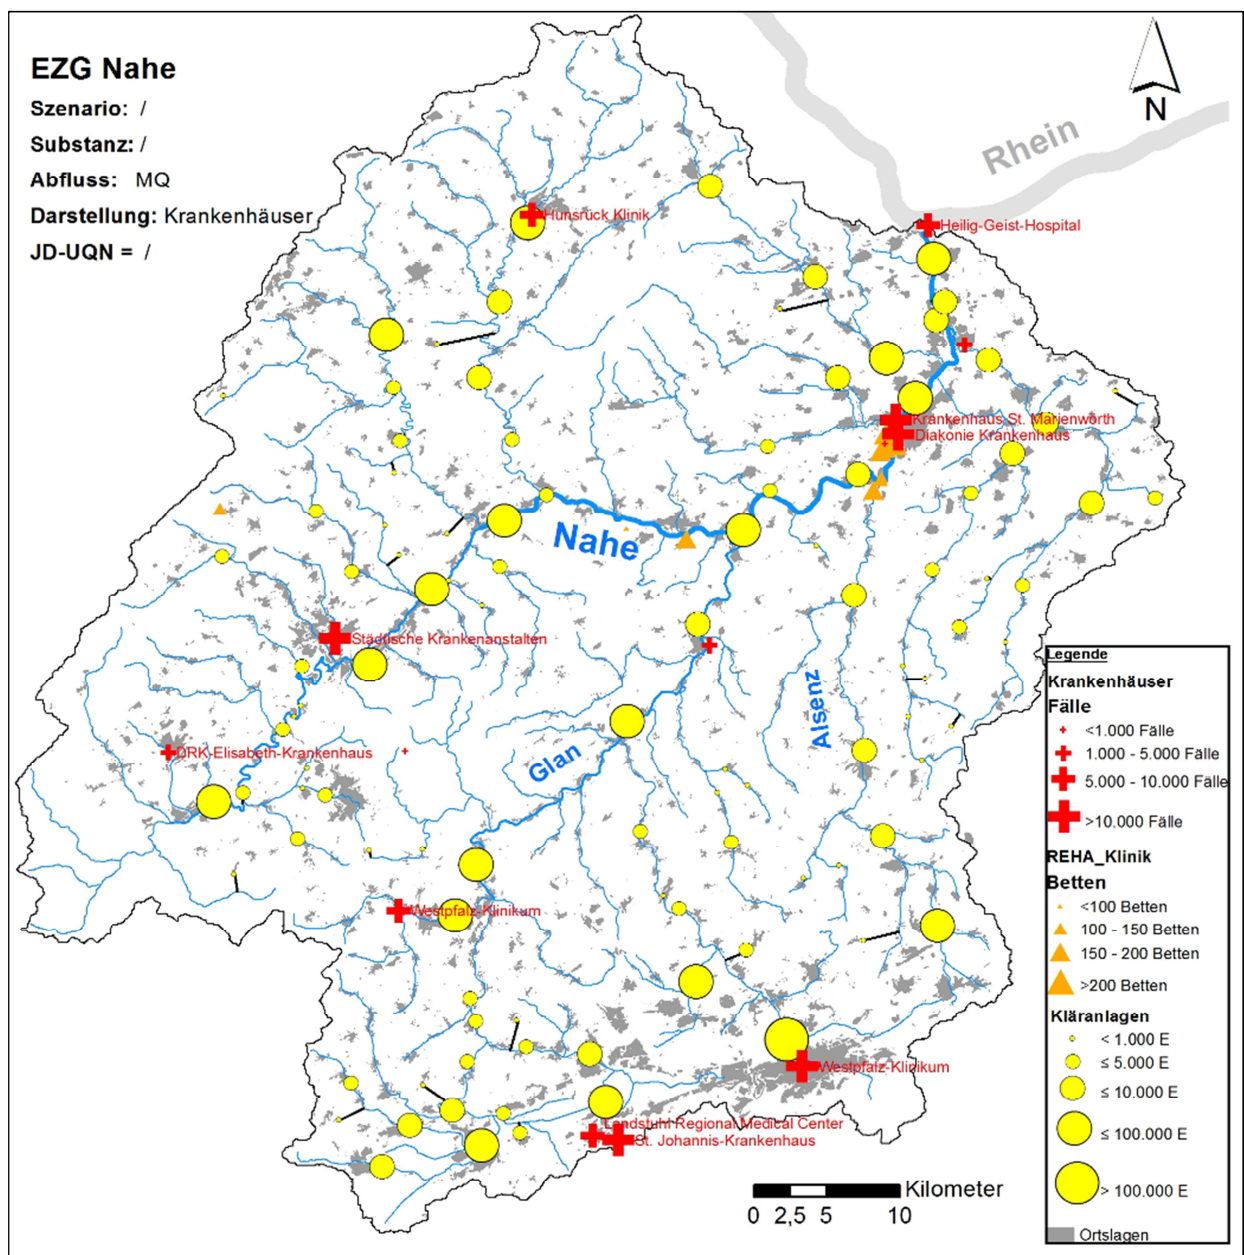 EZG Nahe
Szenario: /
Substanz: /
Abfluss: MQ
Darstellung: Krankenhäuser
JD-UQN = /
N
Rhein
Hunsrück Klinik
Heilig-Geist-Hospital
Krankenhaus St. Marienwörth
Diakonie Krankenhaus
Nahe
Städtische Krankenanstalten
Alsenz
DRK-Elisabeth-Krankenhaus
Glan
Westpfalz-Klinikum
Westpfalz-Klinikum
Landstuhl Regional Medical Center
St. Johannis-Krankenhaus
Kilometer
0 2,5 5 10
Legende
Krankenhäuser
Fälle
<1.000 Fälle
1.000 - 5.000 Fälle
5.000 - 10.000 Fälle
>10.000 Fälle
REHA_Klinik
Betten
<100 Betten
100 - 150 Betten
150 - 200 Betten
>200 Betten
Kläranlagen
< 1.000 E
≤ 5.000 E
≤ 10.000 E
≤ 100.000 E
> 100.000 E
Ortslagen